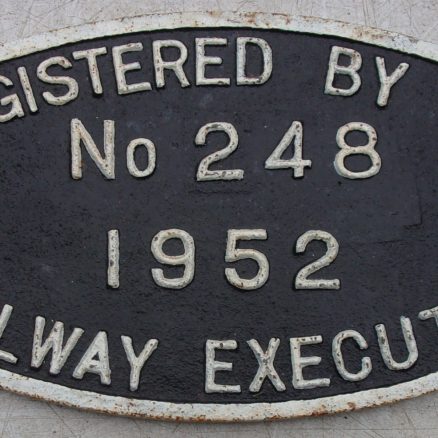 GISTERED BY
No 248
1952
LWAY EXECUT